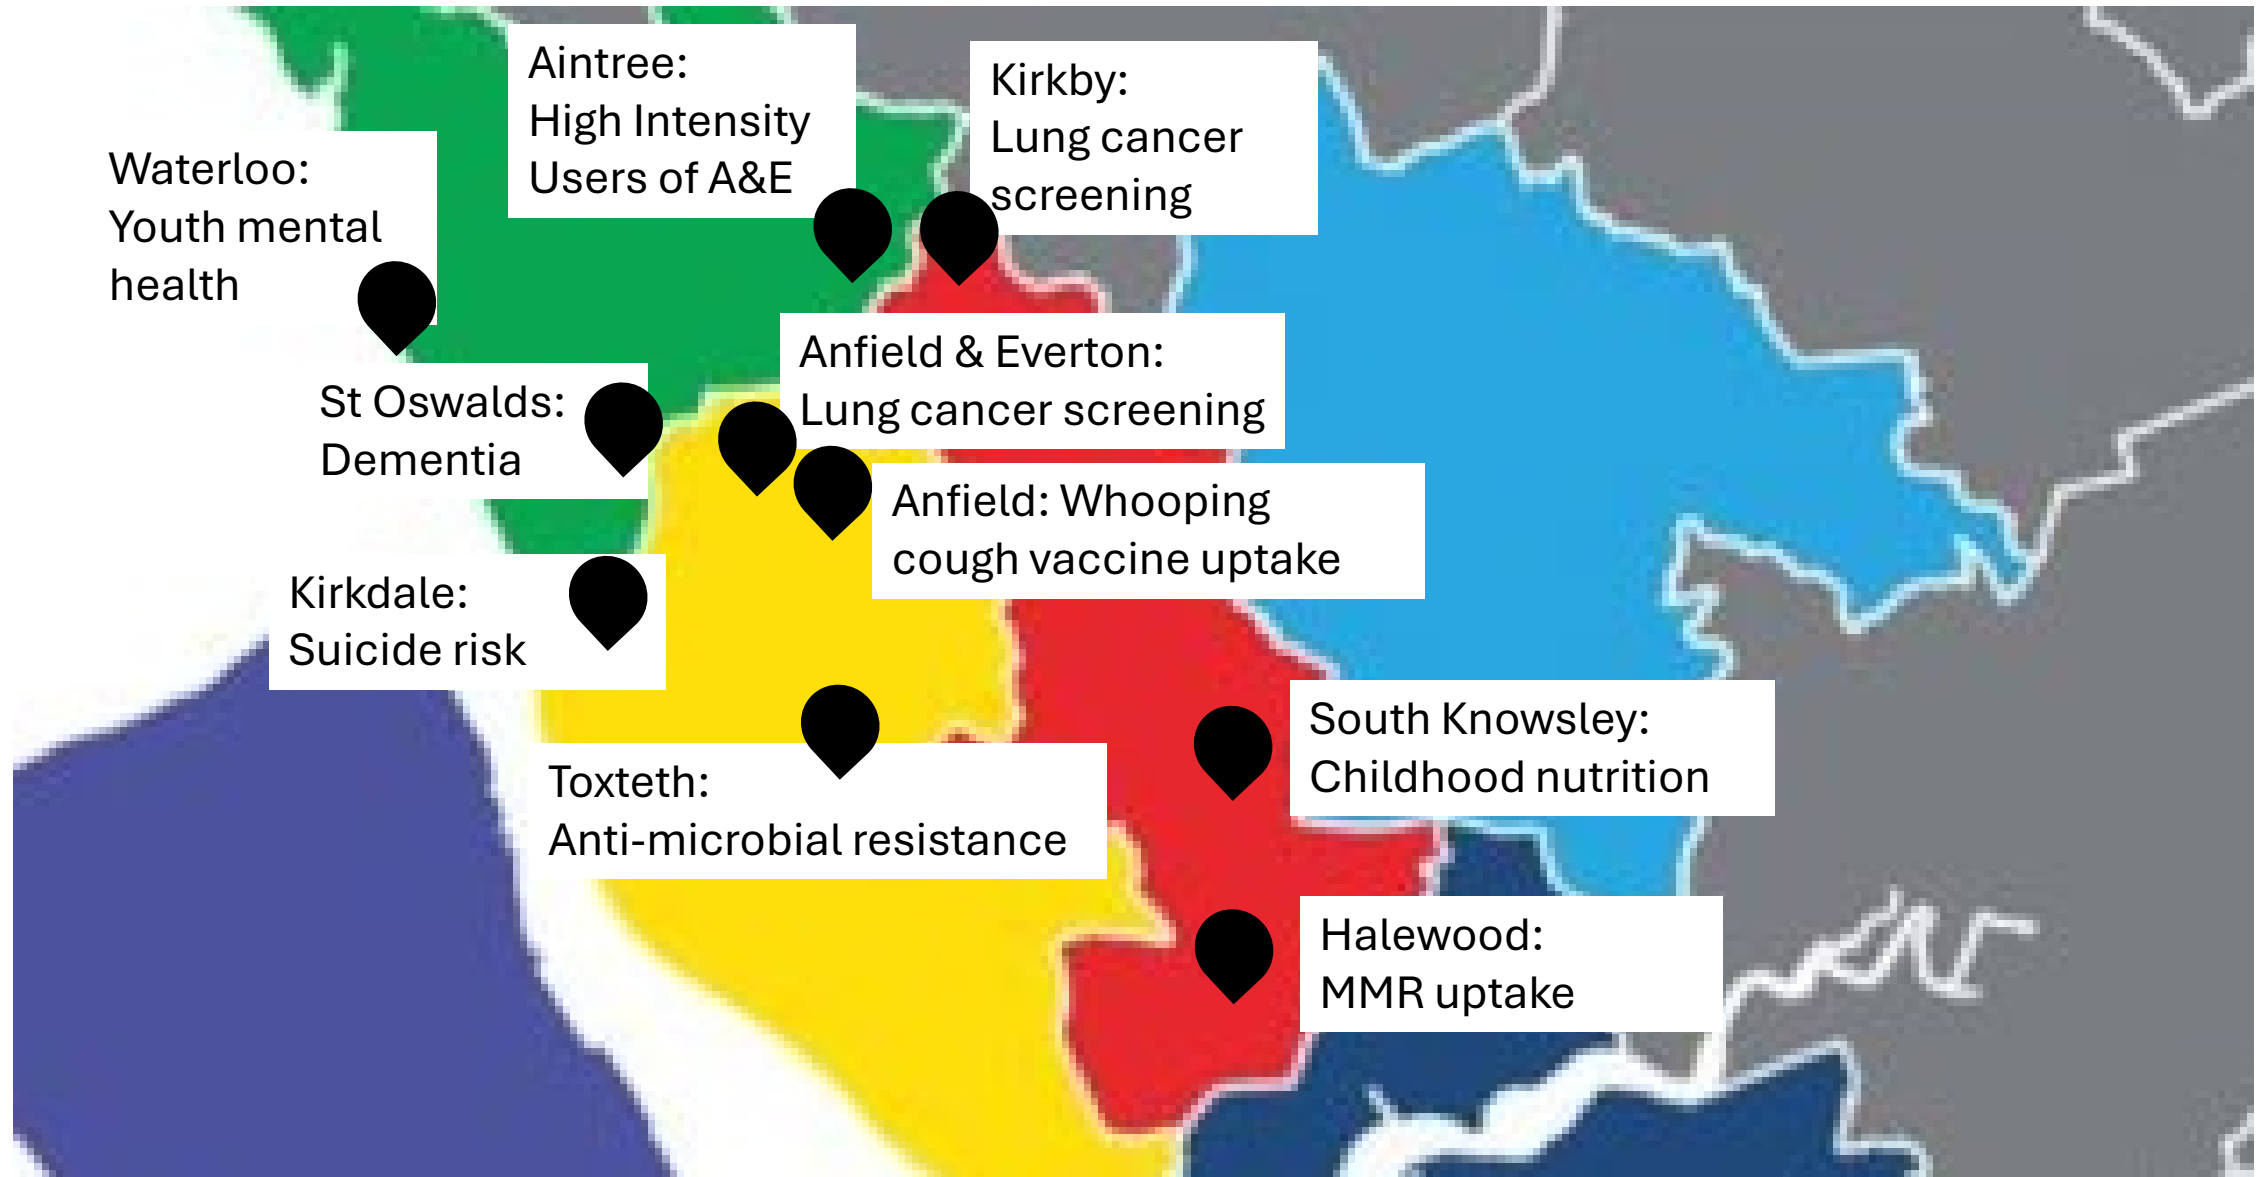 Aintree:
High Intensity
Users of A&E
Kirkby:
Lung cancer
screening
Waterloo:
Youth mental
health
Anfield & Everton:
Lung cancer screening
St Oswalds:
Dementia
Anfield: Whooping
cough vaccine uptake
Kirkdale:
Suicide risk
South Knowsley:
Childhood nutrition
Toxteth:
Anti-microbial resistance
Halewood:
MMR uptake